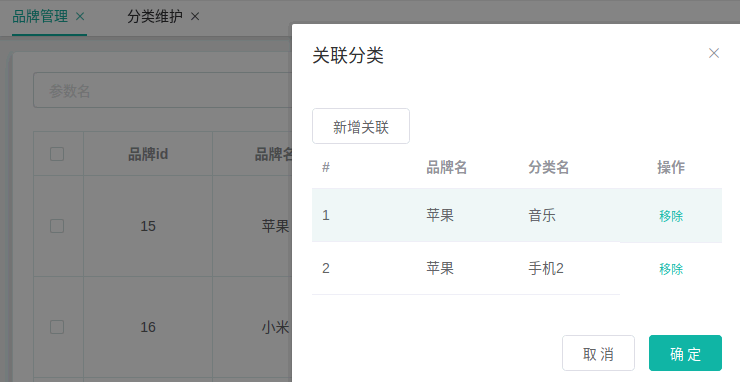 品牌管理 × 分类维护 ×
参数名
品牌id 品牌名
15 苹果
16 小米
关联分类 ×
新增关联
# 品牌名 分类名 操作
1 苹果 音乐 移除
2 苹果 手机2 移除
取 消 确 定